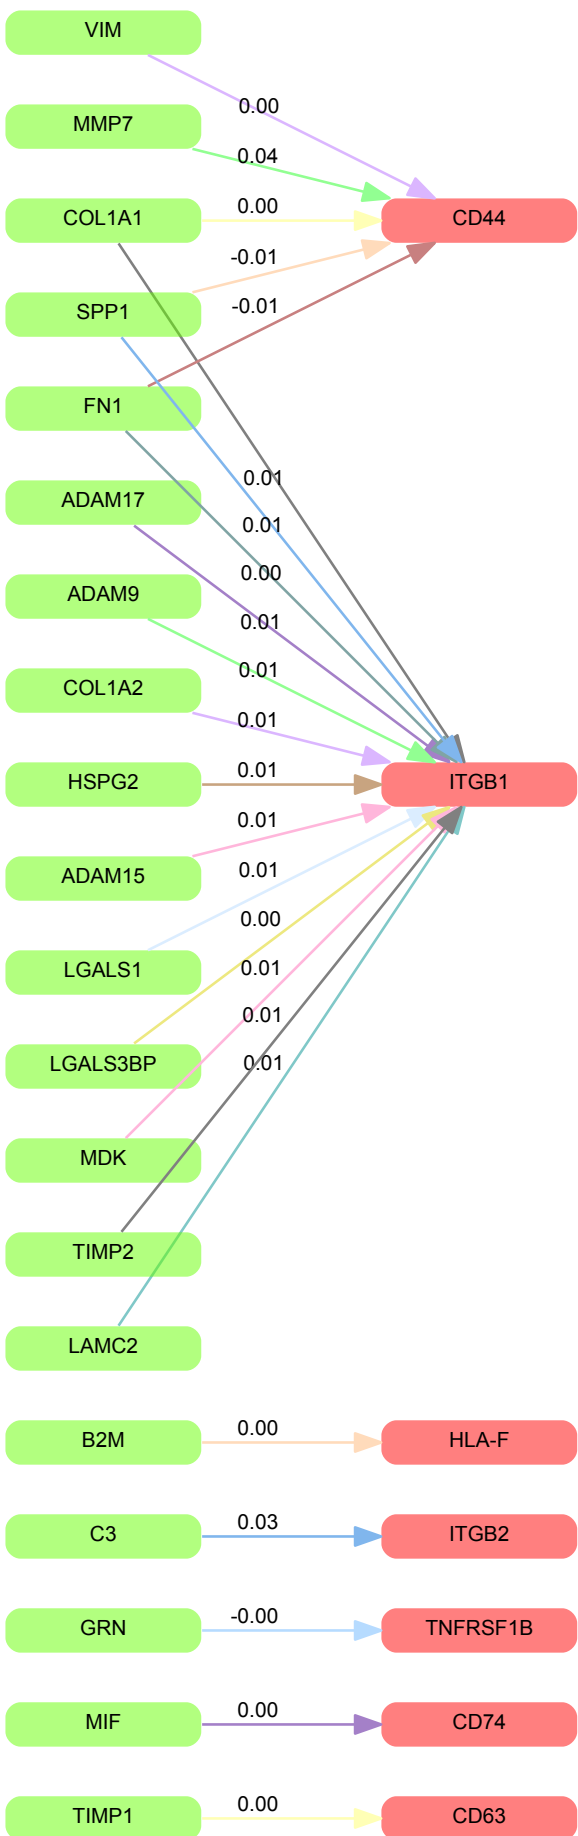 VIM
0.00
MMP7
0.04
COL1A1
0.00
CD44
-0.01
SPP1
-0.01
FN1
0.01
ADAM17
0.01
0.00
ADAM9
0.01
0.01
COL1A2
0.01
HSPG2
0.01
ITGB1
0.01
ADAM15
0.01
0.00
LGALS1
0.01
0.01
LGALS3BP
0.01
MDK
TIMP2
LAMC2
B2M
0.00
HLA-F
C3
0.03
ITGB2
GRN
-0.00
TNFRSF1B
MIF
0.00
CD74
TIMP1
0.00
CD63